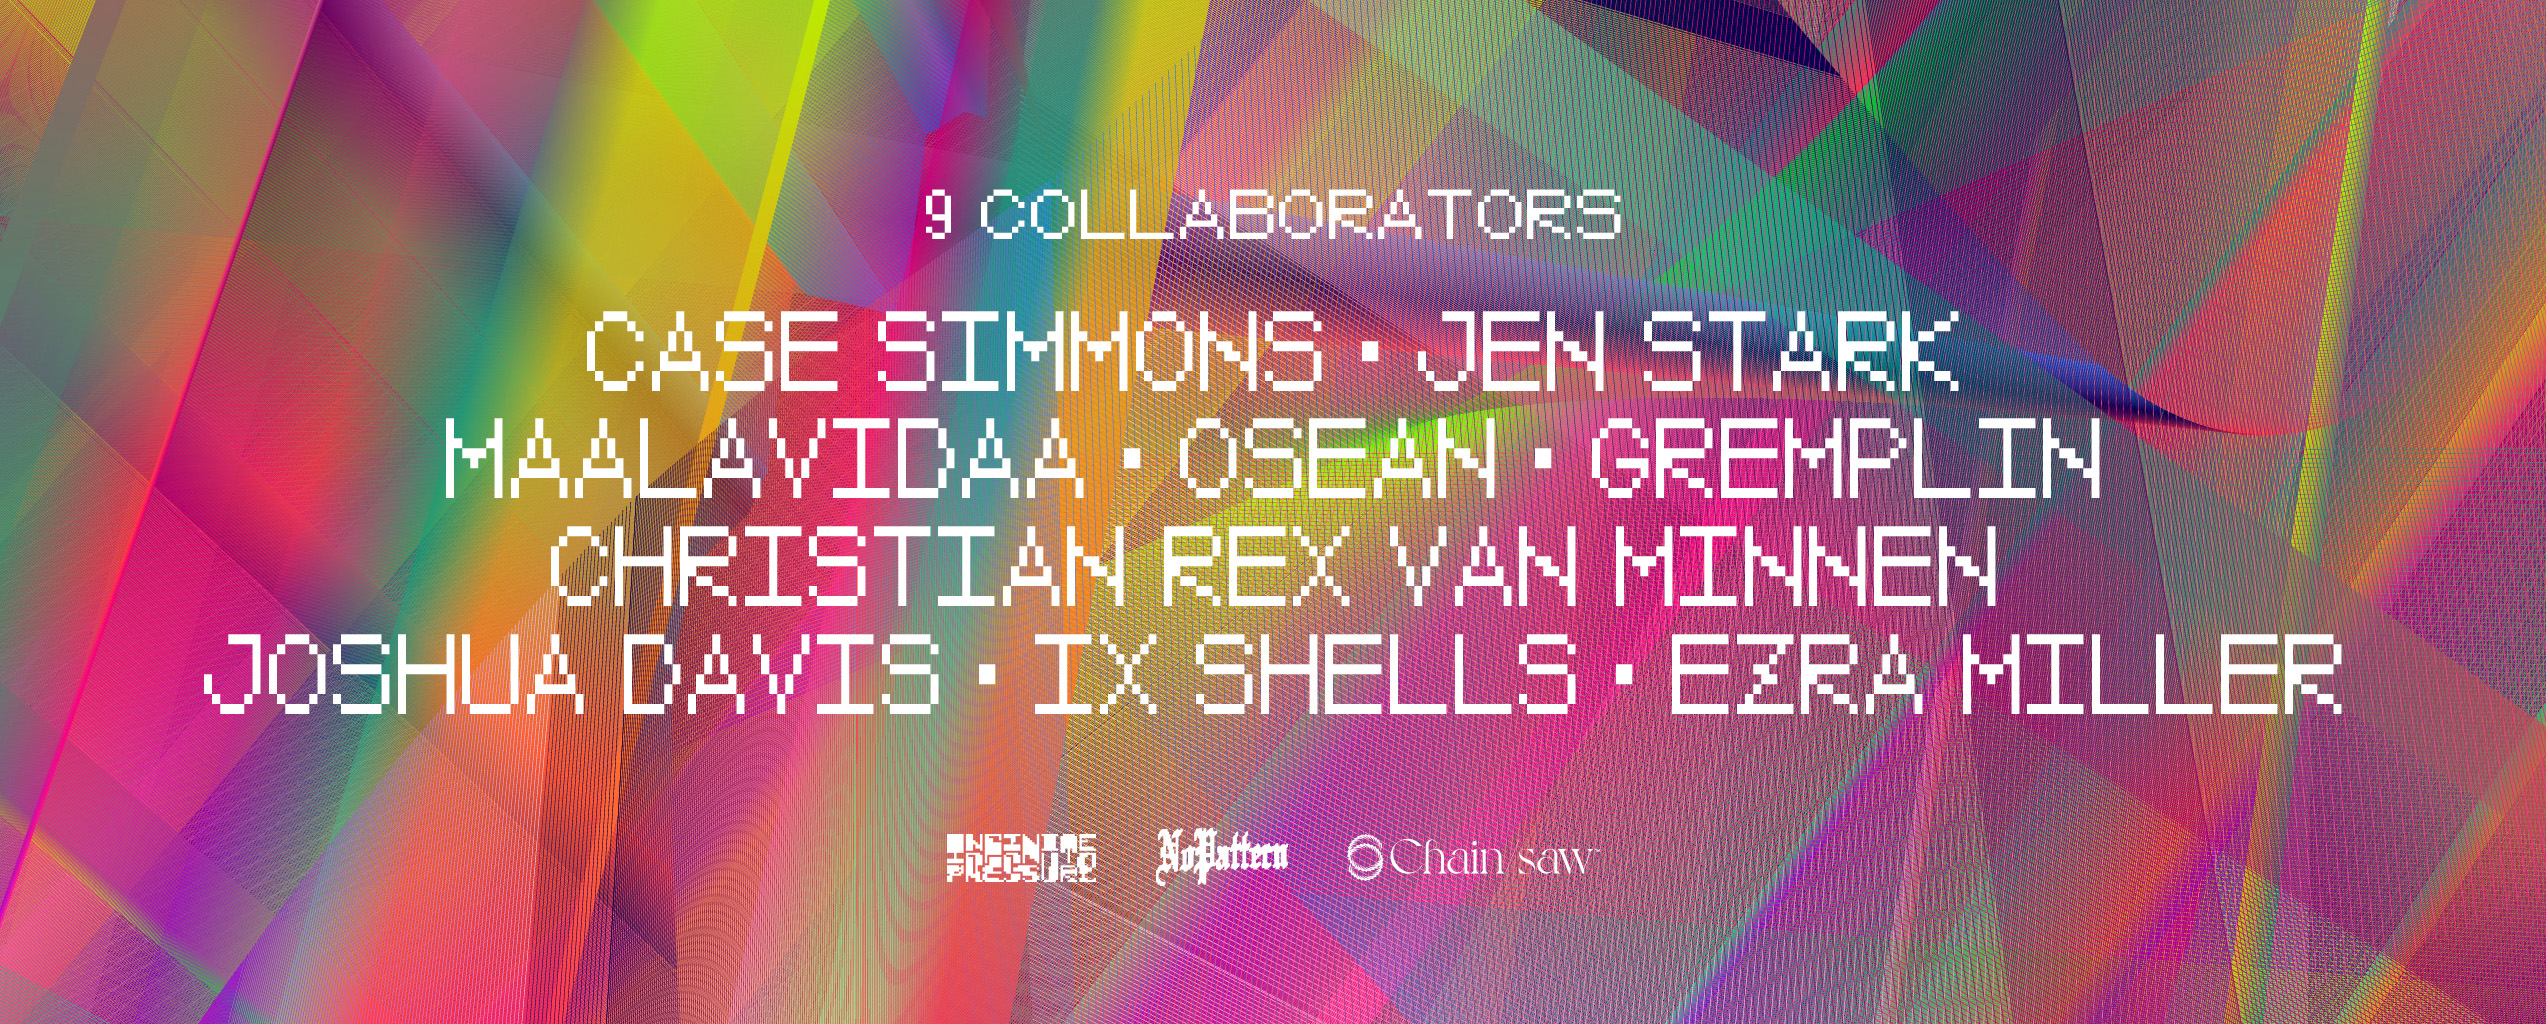 9 COLLABORATORS
CASE SIMMONS · JEN STARK
MAALAVIDAA · OSEAN · GREMPLIN
CHRISTIAN REX VAN MINNEN
JOSHUA DAVIS · IX SHELLS · EZRA MILLER
INFINITE
PRESSURE
NoPattern
Chain saw™